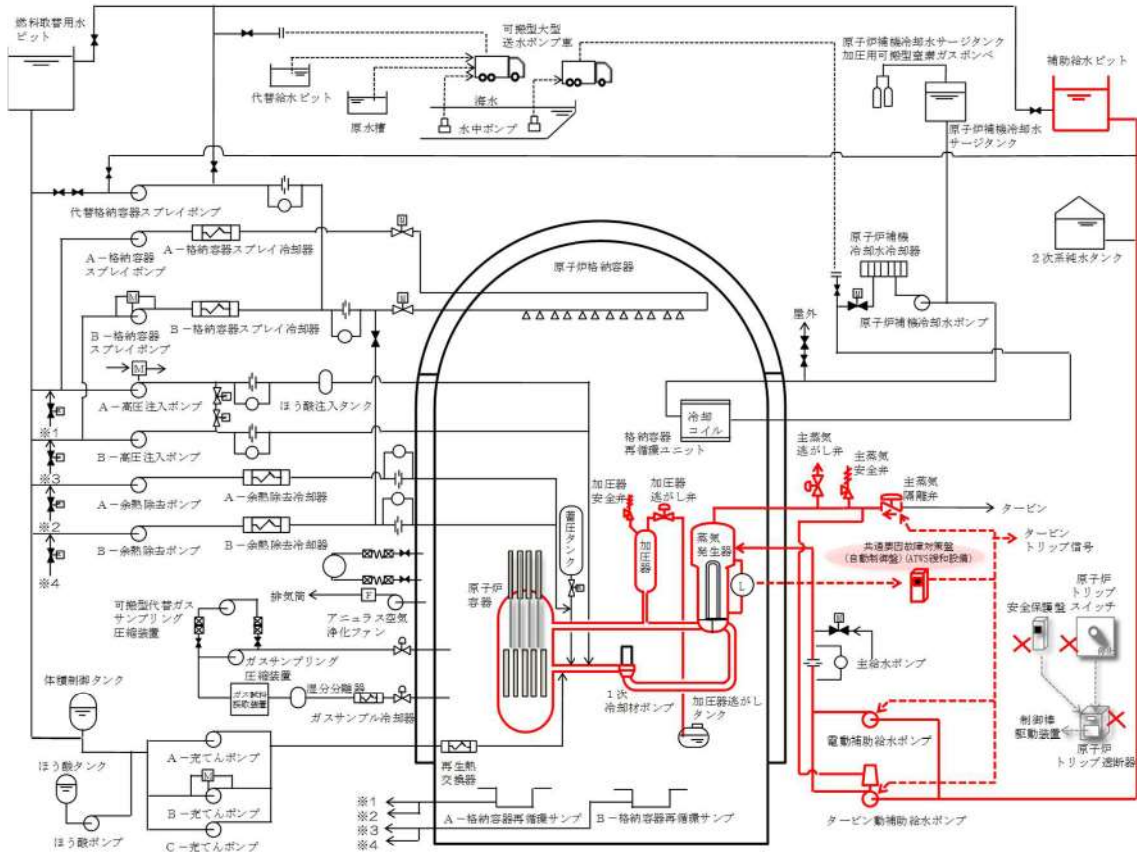 燃料取替用水
ピット
可搬型大型
送水ポンプ車
代替給水ピット
原水槽
海水
水中ポンプ
原子炉補機冷却水サージタンク
加圧用可搬型窒素ガスボンベ
原子炉補機冷却水
サージタンク
補助給水ピット
2次系純水タンク
代替格納容器スプレイポンプ
A-格納容器スプレイ冷却器
A-格納容器
スプレイポンプ
M
B-格納容器スプレイ冷却器
B-格納容器
スプレイポンプ
原子炉格納容器
原子炉補機
冷却水冷却器
原子炉補機冷却水ポンプ
屋外
M
A-高圧注入ポンプ
ほう酸注入タンク
※1
B-高圧注入ポンプ
※3
A-余熱除去冷却器
A-余熱除去ポンプ
※2
B-余熱除去冷却器
B-余熱除去ポンプ
※4
冷却
コイル
格納容器
再循環ユニット
主蒸気
逃がし弁
主蒸気
安全弁
主蒸気
隔離弁
タービン
タービン
トリップ信号
加圧器
安全弁
加圧器
逃がし弁
蓄圧タンク
加圧器
蒸気
発生器
L
共通要因故障対策盤
(自動制御盤)(ATWS緩和設備)
原子炉
トリップ
スイッチ
安全保護盤
排気筒
F
アニュラス空気
浄化ファン
原子炉
容器
可搬型代替ガス
サンプリング
圧縮装置
ガスサンプリング
圧縮装置
ガス試料
採取装置
湿分分離器
ガスサンプル冷却器
主給水ポンプ
1次
冷却材ポンプ
加圧器逃がし
タンク
制御棒
駆動装置
原子炉
トリップ遮断器
体積制御タンク
電動補助給水ポンプ
ほう酸タンク
A-充てんポンプ
M
B-充てんポンプ
C-充てんポンプ
ほう酸ポンプ
再生熱
交換器
※1
※2
※3
※4
A-格納容器再循環サンプ
B-格納容器再循環サンプ
タービン動補助給水ポンプ